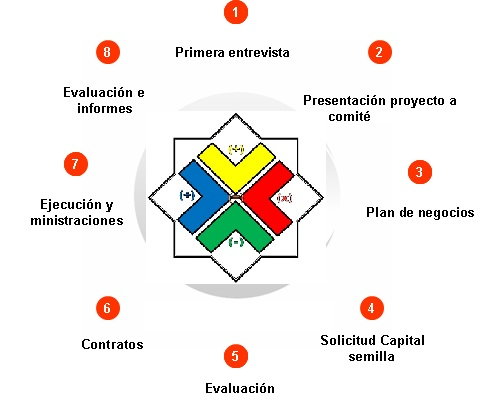 1
Primera entrevista
2
Presentación proyecto a
comité
3
Plan de negocios
4
Solicitud Capital
semilla
5
Evaluación
6
Contratos
7
Ejecución y
ministraciones
8
Evaluación e
informes
(÷)
(+)
(x)
(-)